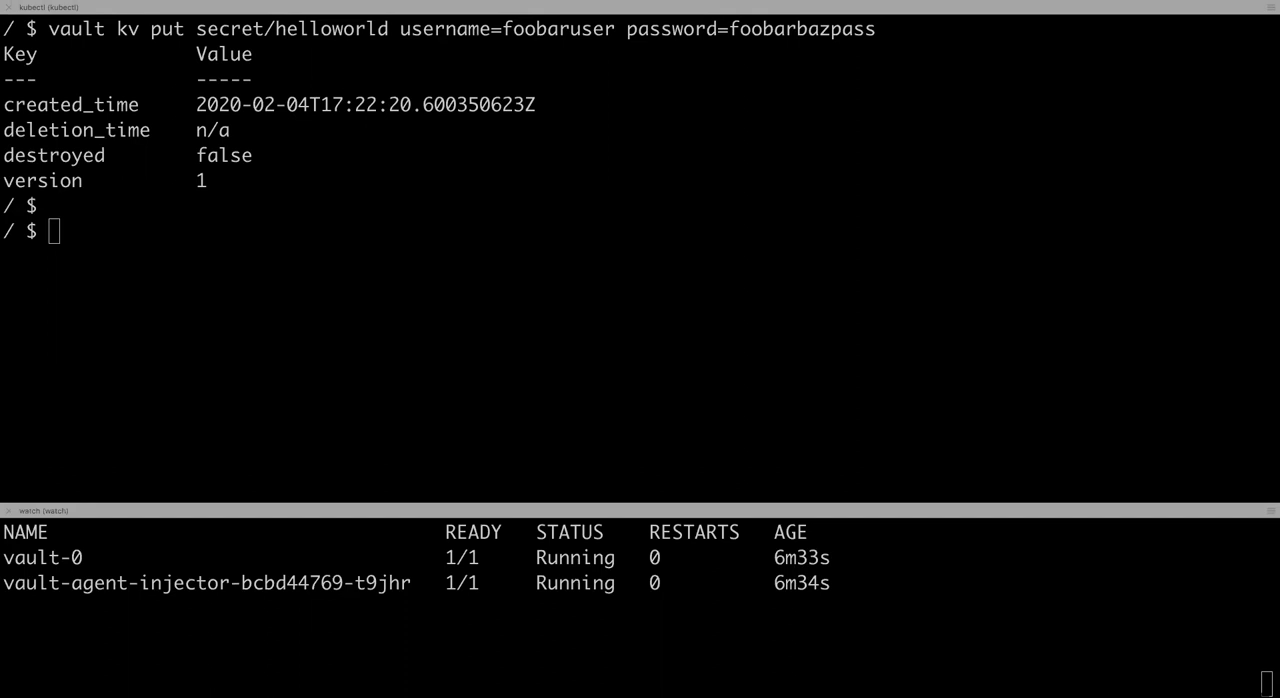 kubectl (kubectl)
/ $ vault kv put secret/helloworld username=foobaruser password=foobarbazpass
Key Value
--- -----
created_time 2020-02-04T17:22:20.600350623Z
deletion_time n/a
destroyed false
version 1
/ $
/ $
watch (watch)
NAME READY STATUS RESTARTS AGE
vault-0 1/1 Running 0 6m33s
vault-agent-injector-bcbd44769-t9jhr 1/1 Running 0 6m34s